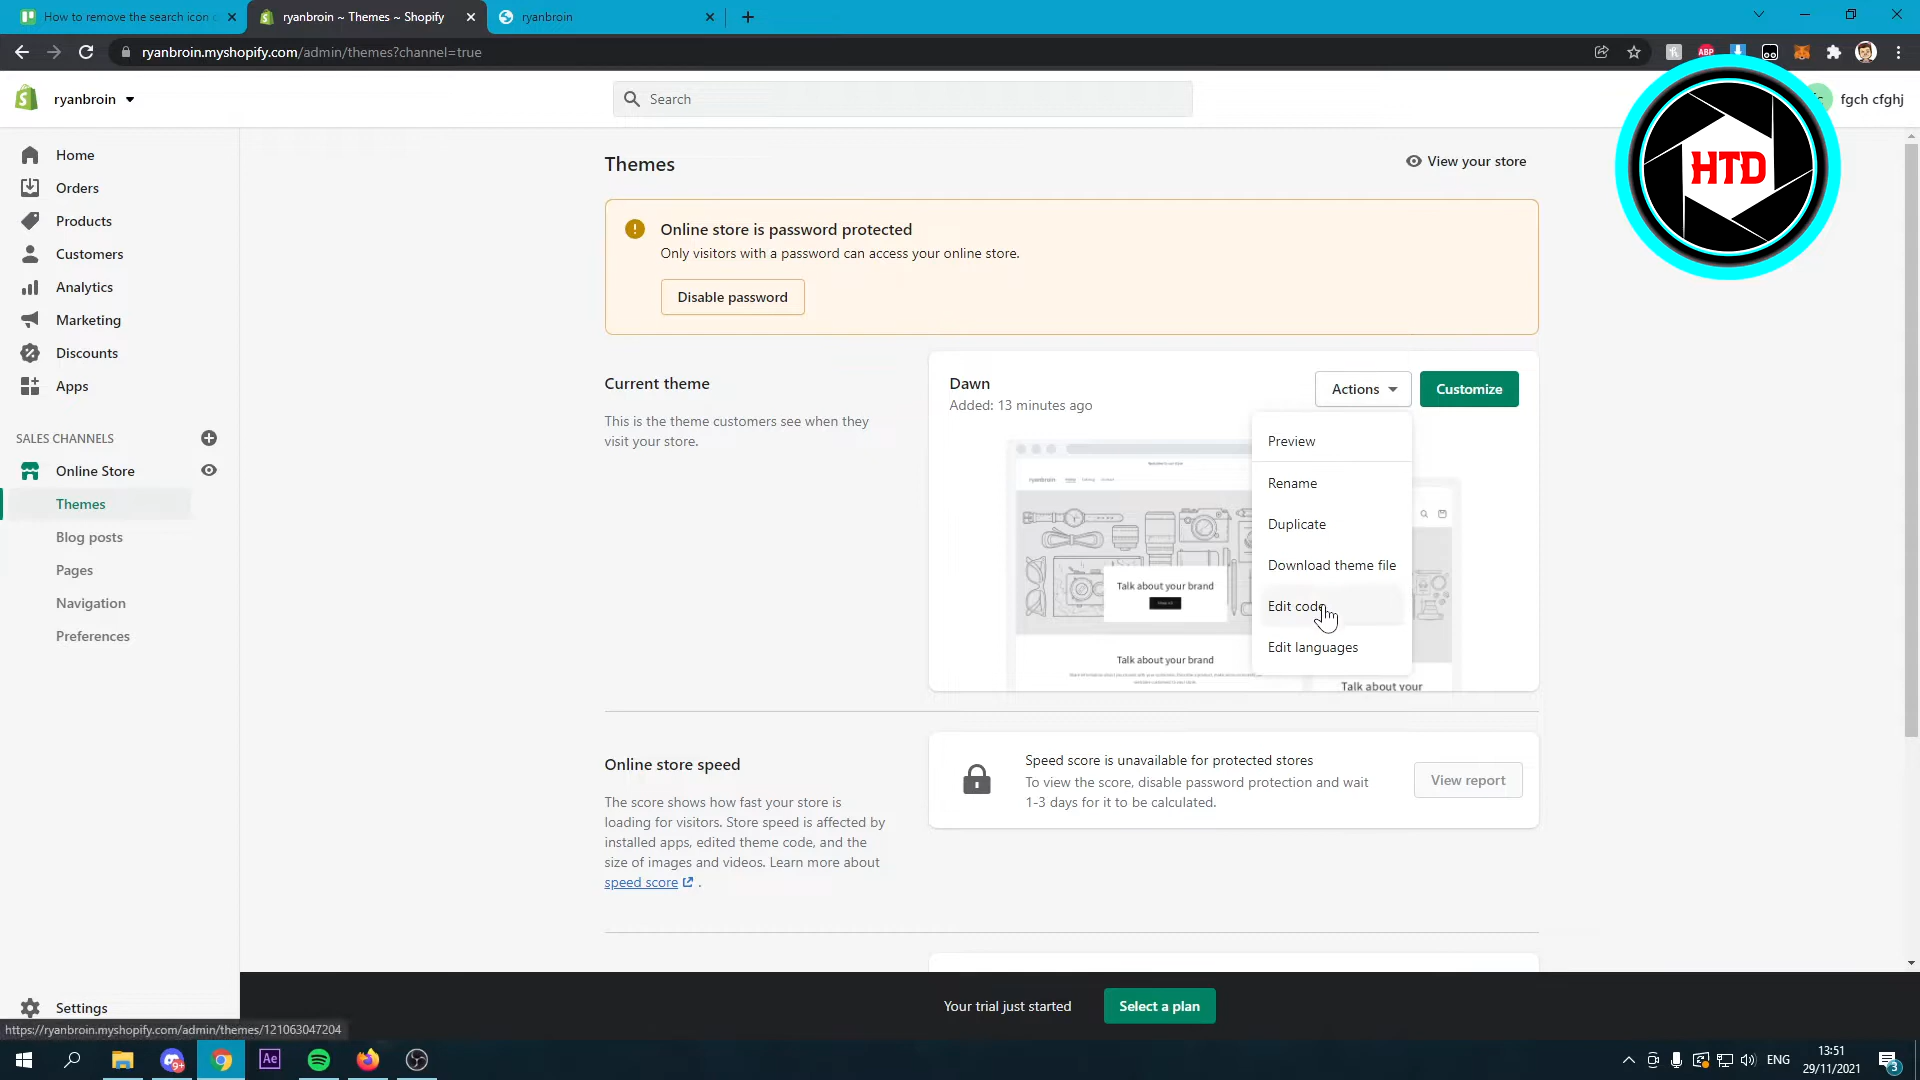 How to remove the search icon
ryanbroin ~ Themes ~ Shopify
ryanbroin
ryanbroin.myshopify.com/admin/themes?channel=true
ABP
ryanbroin
Search
fgch cfghj
HTD
Home
Orders
Products
Customers
Analytics
Marketing
Discounts
Apps
SALES CHANNELS
Online Store
Themes
Blog posts
Pages
Navigation
Preferences
Settings
Themes
View your store
Online store is password protected
Only visitors with a password can access your online store.
Disable password
Current theme
This is the theme customers see when they
visit your store.
Dawn
Added: 13 minutes ago
Actions
Customize
Preview
Rename
Duplicate
Download theme file
Edit code
Edit languages
ryanbroin
Talk about your brand
Talk about your brand
Talk about your
Online store speed
The score shows how fast your store is
loading for visitors. Store speed is affected by
installed apps, edited theme code, and the
size of images and videos. Learn more about
speed score .
Speed score is unavailable for protected stores
To view the score, disable password protection and wait
1-3 days for it to be calculated.
View report
Your trial just started
Select a plan
https://ryanbroin.myshopify.com/admin/themes/121063047204
9+
Ae
ENG
13:51
29/11/2021
3